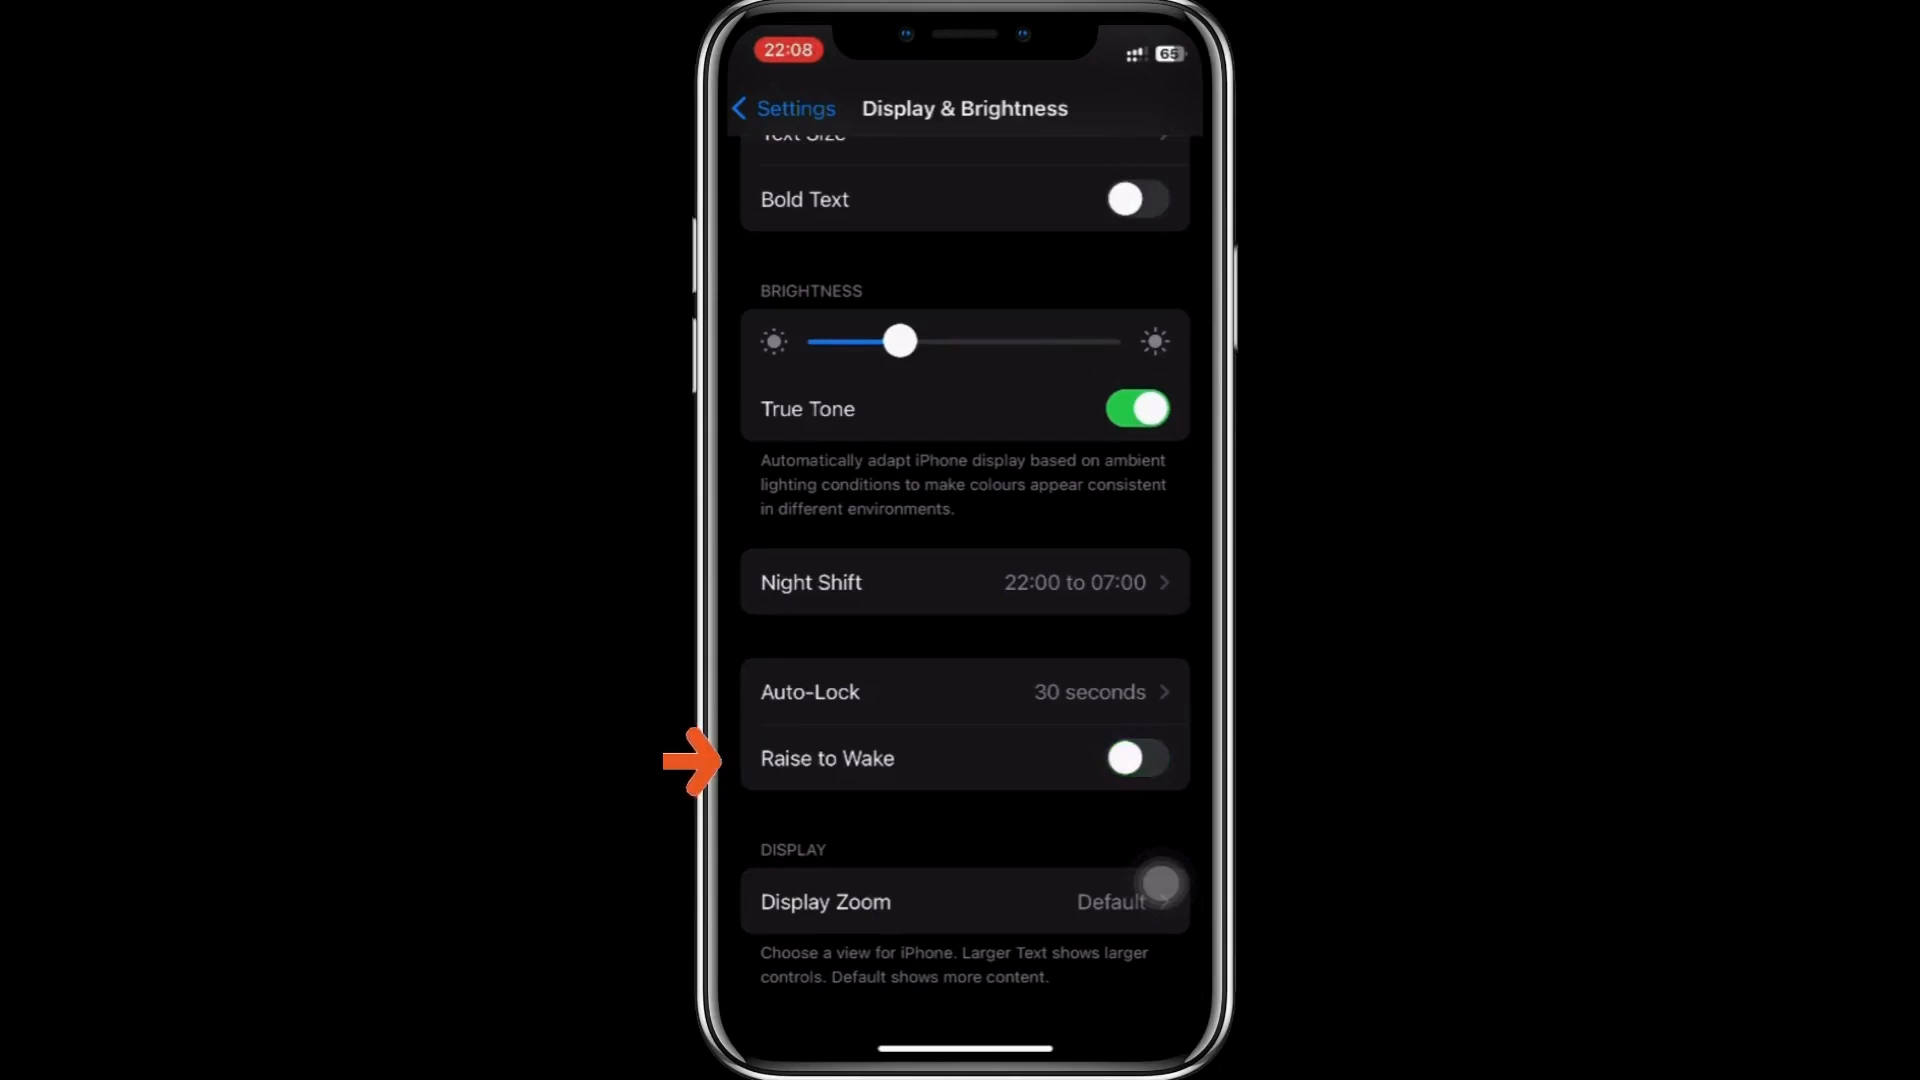 22:08
65
Settings
Display & Brightness
Text Size
Bold Text
BRIGHTNESS
True Tone
Automatically adapt iPhone display based on ambient
lighting conditions to make colours appear consistent
in different environments.
Night Shift 22:00 to 07:00
Auto-Lock 30 seconds
Raise to Wake
DISPLAY
Display Zoom Default
Choose a view for iPhone. Larger Text shows larger
controls. Default shows more content.